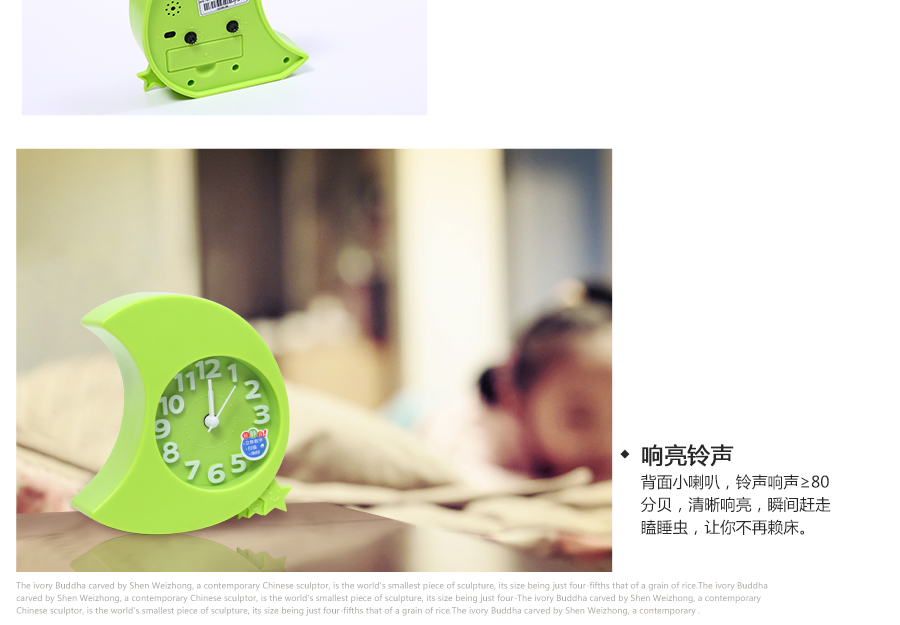 12
11
1
10
2
9
3
8
7
6
5
响亮铃声
背面小喇叭，铃声响声≥80
分贝，清晰响亮，瞬间赶走
瞌睡虫，让你不再赖床。
The ivory Buddha carved by Shen Weizhong, a contemporary Chinese sculptor, is the world's smallest piece of sculpture, its size being just four-fifths that of a grain of rice.The ivory Buddha
carved by Shen Weizhong, a contemporary Chinese sculptor, is the world's smallest piece of sculpture, its size being just four-The ivory Buddha carved by Shen Weizhong, a contemporary
Chinese sculptor, is the world's smallest piece of sculpture, its size being just four-fifths that of a grain of rice.The ivory Buddha carved by Shen Weizhong, a contemporary .